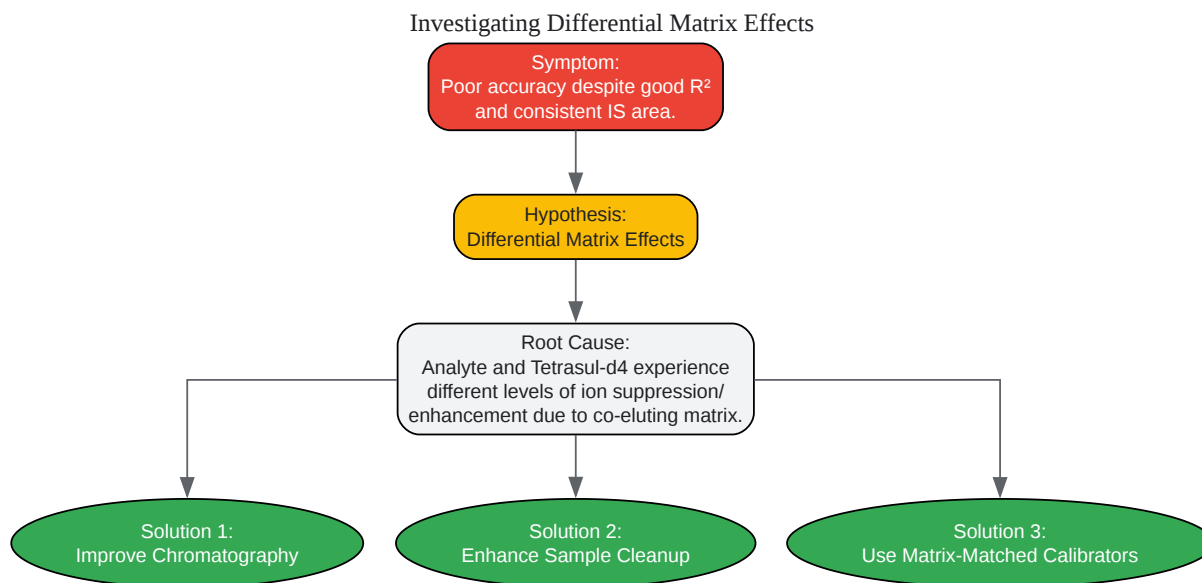 Investigating Differential Matrix Effects
Symptom:
Poor accuracy despite good R²
and consistent IS area.
Hypothesis:
Differential Matrix Effects
Root Cause:
Analyte and Tetrasul-d4 experience
different levels of ion suppression/
enhancement due to co-eluting matrix.
Solution 1:
Improve Chromatography
Solution 2:
Enhance Sample Cleanup
Solution 3:
Use Matrix-Matched Calibrators